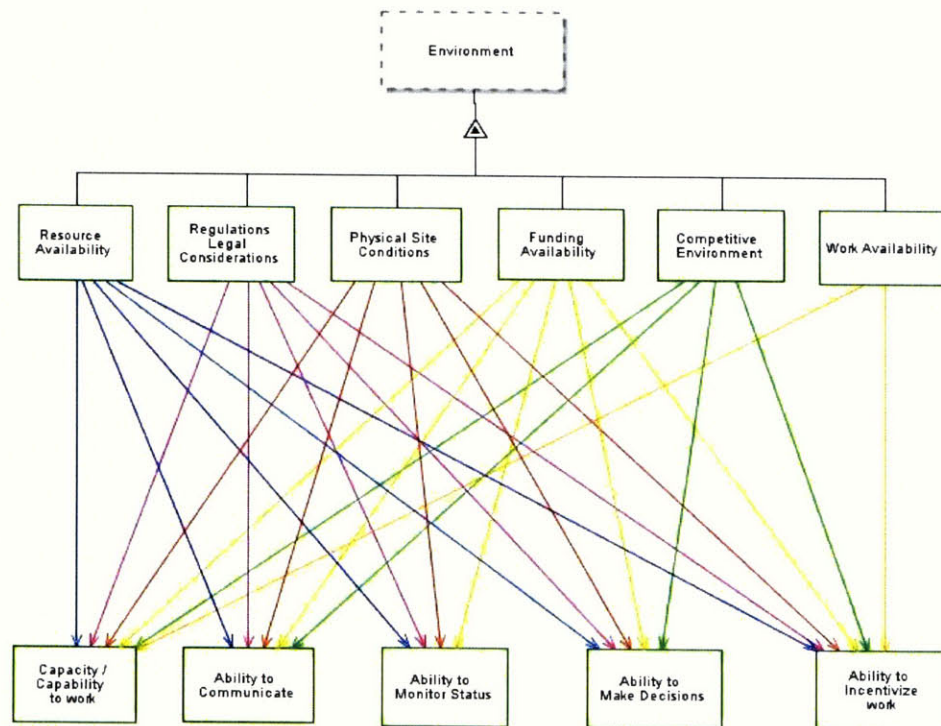 Environment
Resource
Availability
Regulations
Legal
Considerations
Physical Site
Conditions
Funding
Availability
Competitive
Environment
Work Availability
Capacity /
Capability
to work
Ability to
Communicate
Ability to
Monitor Status
Ability to
Make Decisions
Ability to
Incentivize
work